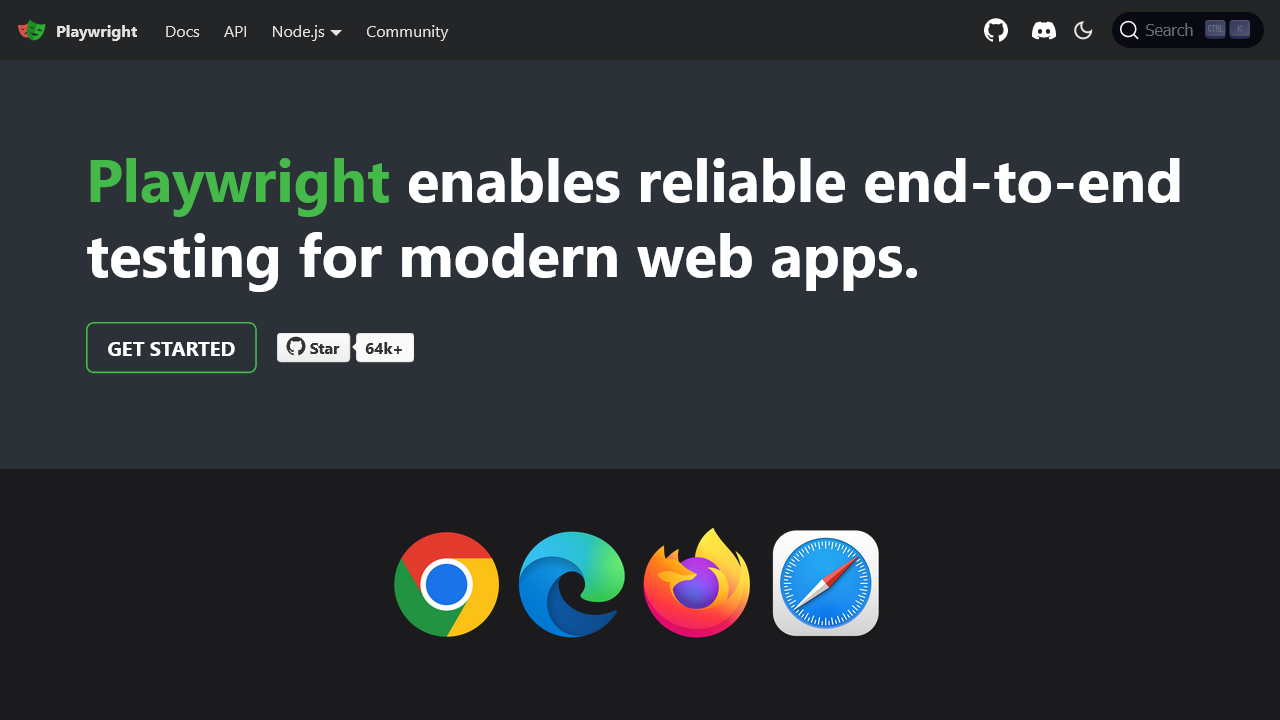 Playwright Docs API Node.js Community Search CTRL K
Playwright enables reliable end-to-end
testing for modern web apps.
GET STARTED Star 64k+